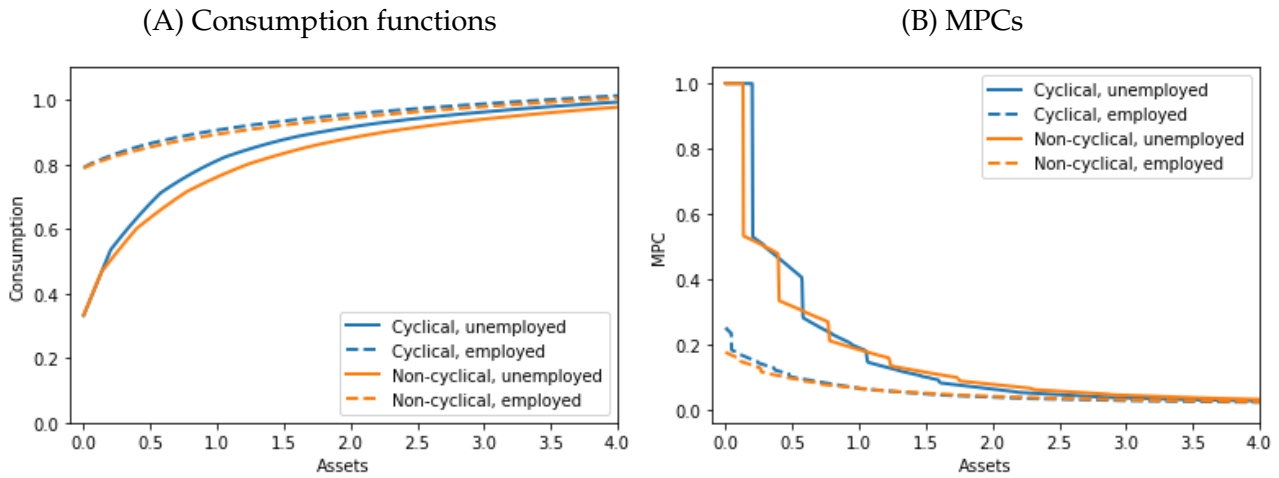 (A) Consumption functions
Consumption
1.0
0.8
0.6
0.4
0.2
0.0
Cyclical, unemployed
Cyclical, employed
Non-cyclical, unemployed
Non-cyclical, employed
0.0 0.5 1.0 1.5 2.0 2.5 3.0 3.5 4.0
Assets
(B) MPCs
MPC
1.0
0.8
0.6
0.4
0.2
0.0
Cyclical, unemployed
Cyclical, employed
Non-cyclical, unemployed
Non-cyclical, employed
0.0 0.5 1.0 1.5 2.0 2.5 3.0 3.5 4.0
Assets